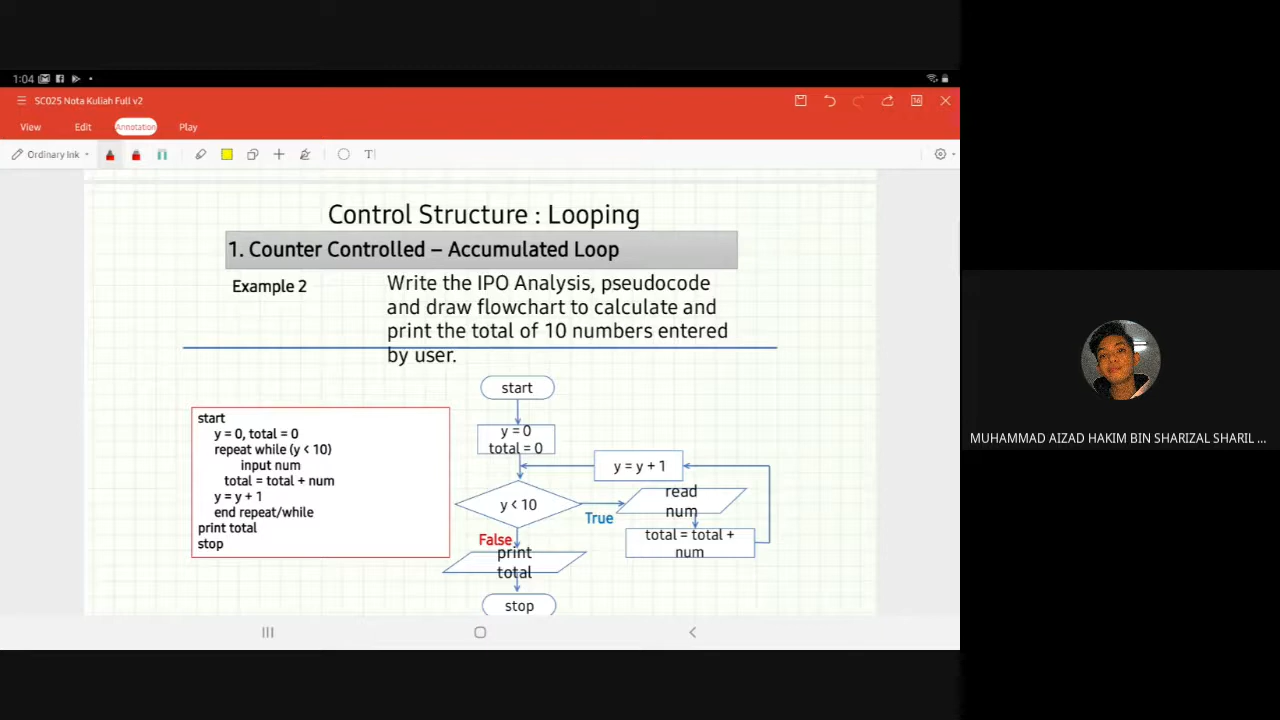 1:04
SC025 Nota Kuliah Full v2
View Edit Annotation Play
Ordinary Ink
Control Structure : Looping
1. Counter Controlled – Accumulated Loop
Example 2
Write the IPO Analysis, pseudocode
and draw flowchart to calculate and
print the total of 10 numbers entered
by user.
start
y = 0, total = 0
repeat while (y < 10)
input num
total = total + num
y = y + 1
end repeat/while
print total
stop
start
y = 0
total = 0
y = y + 1
y < 10
True
read
num
total = total +
num
False
print
total
stop
MUHAMMAD AIZAD HAKIM BIN SHARIZAL SHARIL ...